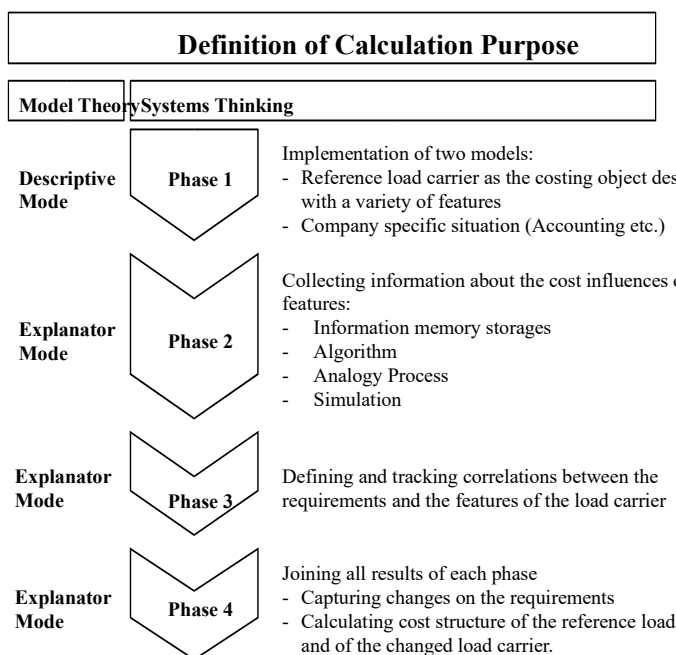 Definition of Calculation Purpose
Model Theory Systems Thinking
Descriptive
Mode
Phase 1
Implementation of two models:
- Reference load carrier as the costing object des
with a variety of features
- Company specific situation (Accounting etc.)
Explanator
Mode
Phase 2
Collecting information about the cost influences o
features:
- Information memory storages
- Algorithm
- Analogy Process
- Simulation
Explanator
Mode
Phase 3
Defining and tracking correlations between the
requirements and the features of the load carrier
Explanator
Mode
Phase 4
Joining all results of each phase
- Capturing changes on the requirements
- Calculating cost structure of the reference load
and of the changed load carrier.